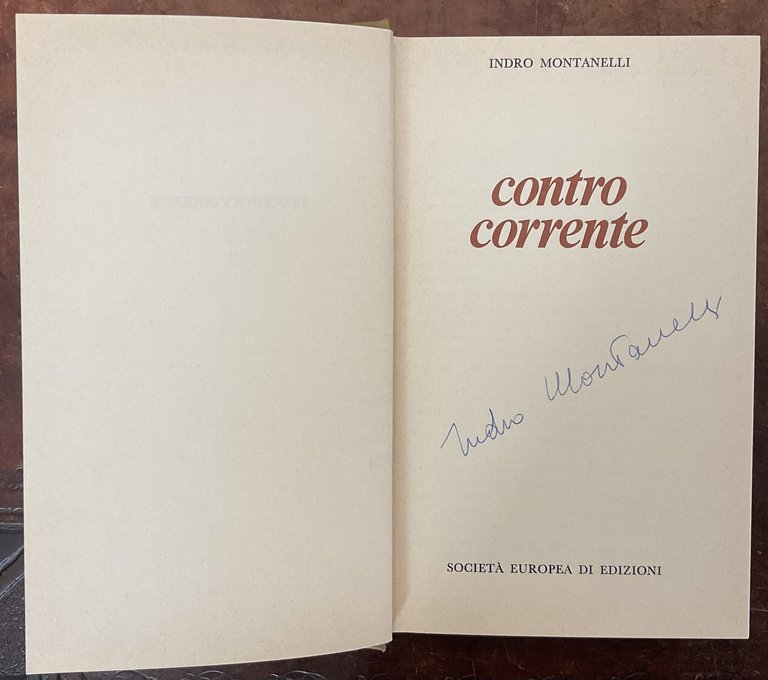 INDRO MONTANELLI
contro
corrente
Indro Montanelli
SOCIETÀ EUROPEA DI EDIZIONI